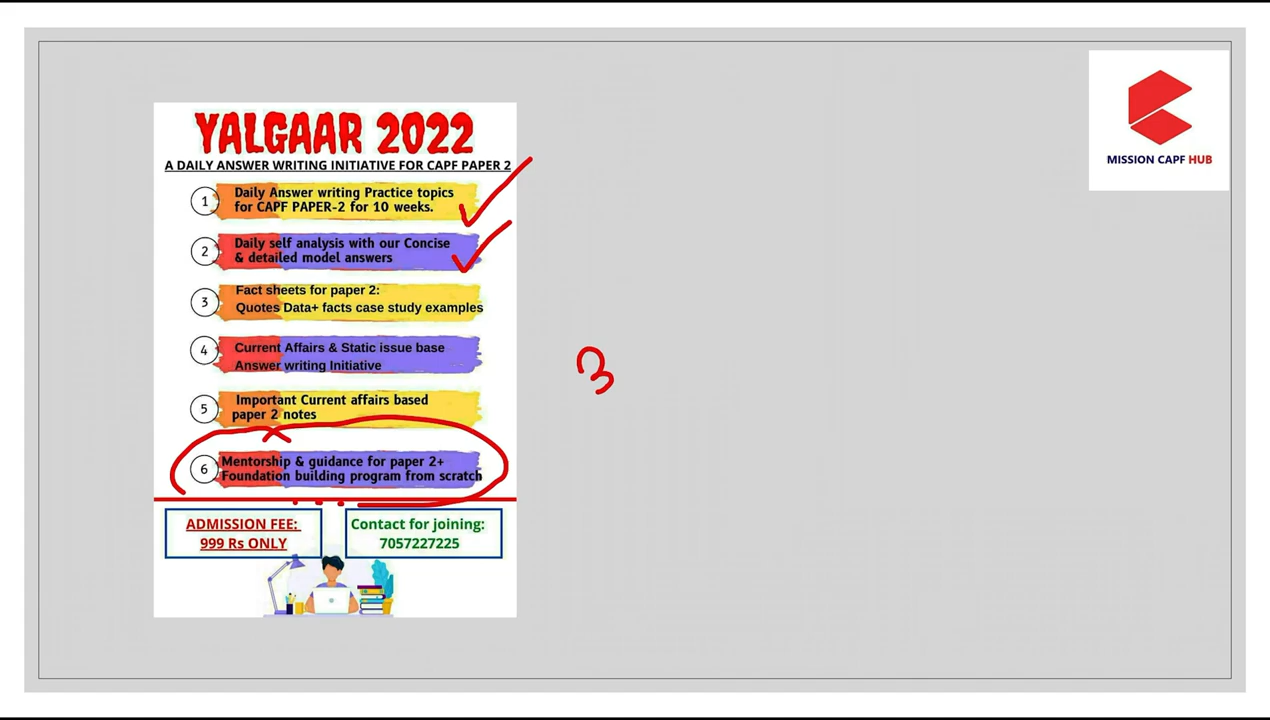 YALGAAR 2022
A DAILY ANSWER WRITING INITIATIVE FOR CAPF PAPER 2
1
Daily Answer writing Practice topics
for CAPF PAPER-2 for 10 weeks.
2
Daily self analysis with our Concise
& detailed model answers
3
Fact sheets for paper 2:
Quotes Data+ facts case study examples
4
Current Affairs & Static issue base
Answer writing Initiative
5
Important Current affairs based
paper 2 notes
6
Mentorship & guidance for paper 2+
Foundation building program from scratch
ADMISSION FEE:
999 Rs ONLY
Contact for joining:
7057227225
3
MISSION CAPF HUB